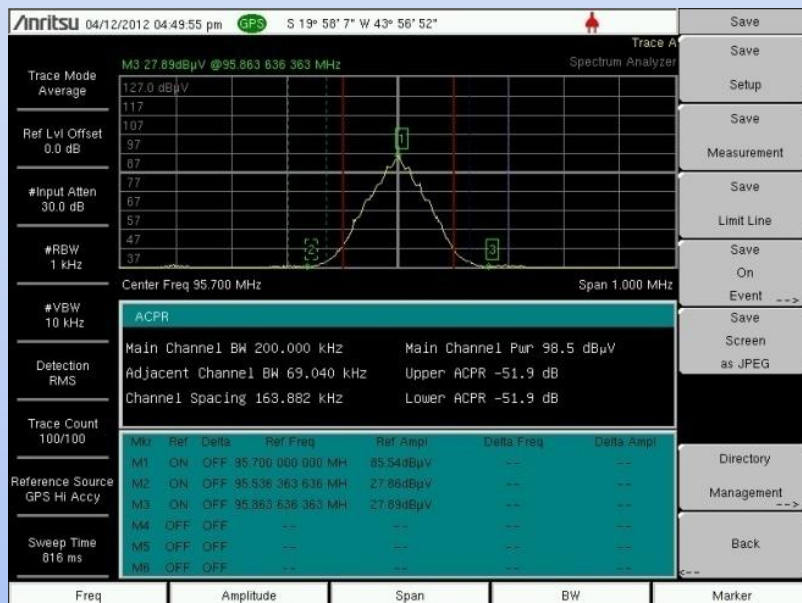 Anritsu 04/12/2012 04:49:55 pm GPS S 19° 58' 7" W 43° 56' 52"
Save
Trace A
M3 27.89dBµV @95.863 636 363 MHz
Spectrum Analyzer
Trace Mode
Average
Ref Lvl Offset
0.0 dB
#Input Atten
30.0 dB
#RBW
1 kHz
#VBW
10 kHz
Detection
RMS
Trace Count
100/100
Reference Source
GPS Hi Accy
Sweep Time
816 ms
127.0 dBµV
117
107
97
87
77
67
57
47
37
1
2
3
Center Freq 95.700 MHz
Span 1.000 MHz
ACPR
Main Channel BW 200.000 kHz Main Channel Pwr 98.5 dBµV
Adjacent Channel BW 69.040 kHz Upper ACPR -51.9 dB
Channel Spacing 163.882 kHz Lower ACPR -51.9 dB
Mkr Ref Delta Ref Freq Ref Ampl Delta Freq Delta Ampl
M1 ON OFF 95.700 000 000 MH 85.54dBµV -- --
M2 ON OFF 95.536 363 636 MH 27.86dBµV -- --
M3 ON OFF 95.863 636 363 MH 27.89dBµV -- --
M4 OFF OFF -- -- -- --
M5 OFF OFF -- -- -- --
M6 OFF OFF -- -- -- --
Save
Setup
Save
Measurement
Save
Limit Line
Save
On
Event -->
Save
Screen
as JPEG
Directory
Management
-->
Back
<--
Freq
Amplitude
Span
BW
Marker